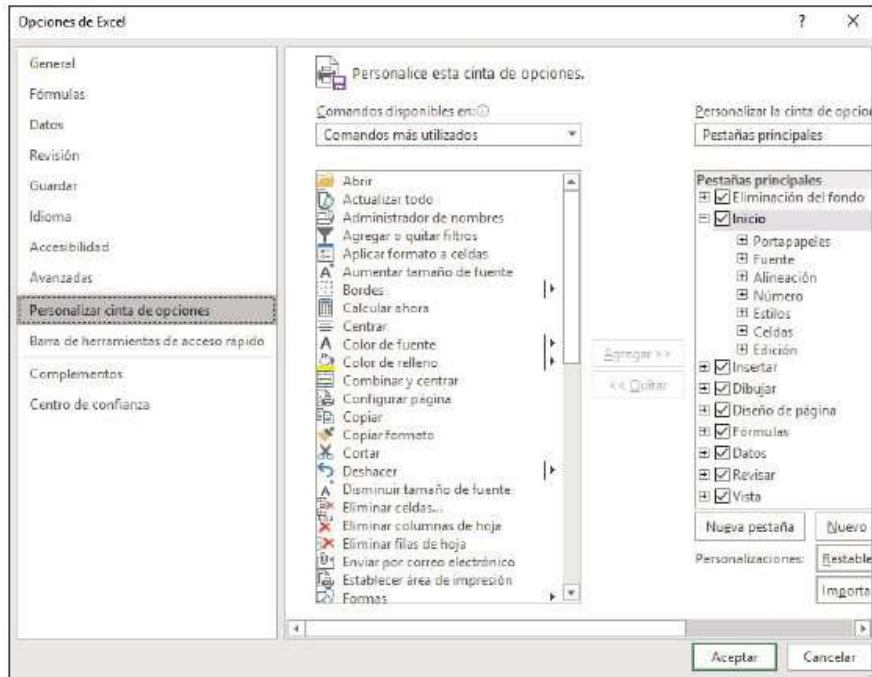 Opciones de Excel
General
Fórmulas
Datos
Revisión
Guardar
Idioma
Accesibilidad
Avanzadas
Personalizar cinta de opciones
Barra de herramientas de acceso rápido
Complementos
Centro de confianza
Personalice esta cinta de opciones.
Comandos disponibles en:
Comandos más utilizados
Abrir
Actualizar todo
Administrador de nombres
Agregar o quitar filtros
Aplicar formato a celdas
Aumentar tamaño de fuente
Bordes
Calcular ahora
Centrar
Color de fuente
Color de relleno
Combinar y centrar
Configurar página
Copiar
Copiar formato
Cortar
Deshacer
Disminuir tamaño de fuente
Eliminar celdas...
Eliminar columnas de hoja
Eliminar filas de hoja
Enviar por correo electrónico
Establecer área de impresión
Formas
Agregar >>
<< Quitar
Personalizar la cinta de opcion
Pestañas principales
Pestañas principales
Eliminación del fondo
Inicio
Portapapeles
Fuente
Alineación
Número
Estilos
Celdas
Edición
Insertar
Dibujar
Diseño de página
Fórmulas
Datos
Revisar
Vista
Nueva pestaña
Nuevo
Personalizaciones:
Restable
Importa
Aceptar
Cancelar